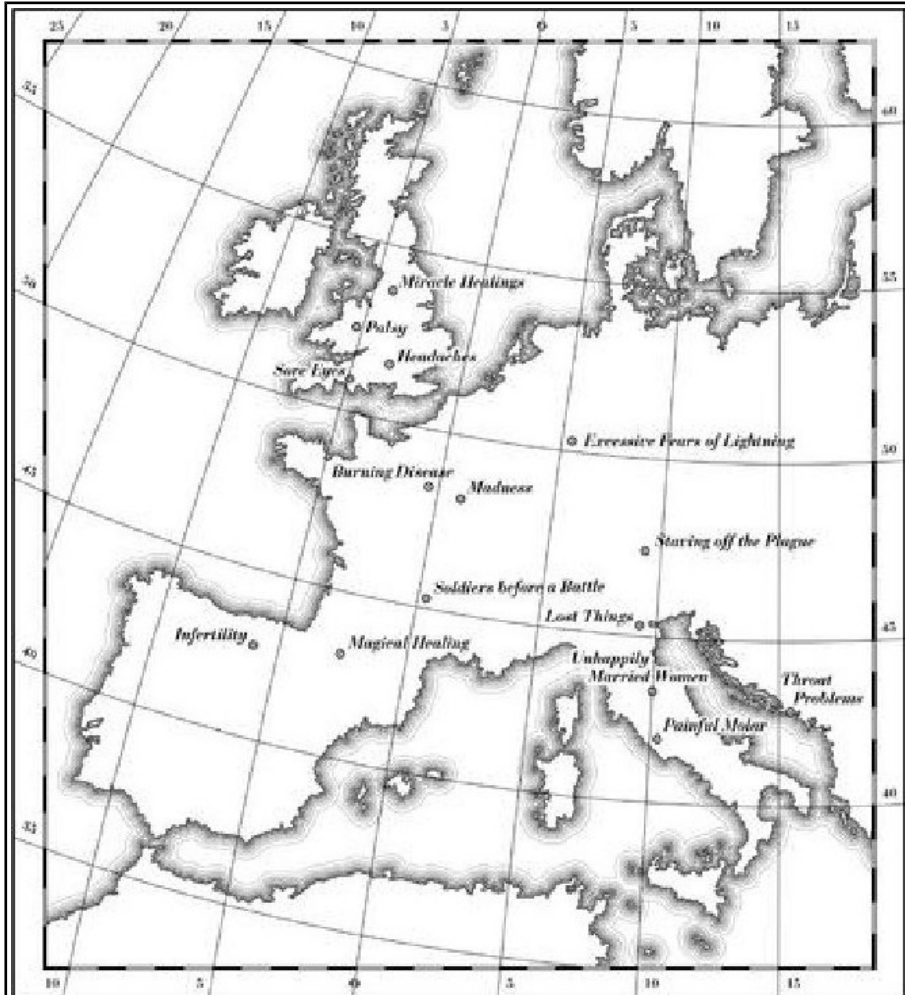 25 20 15 10 5 0 5 10 15
55
60
50
55
45
50
40
45
35
40
Miracle Healings
Palsy
Headaches
Sore Eyes
Excessive Fears of Lightning
Burning Disease
Madness
Staving off the Plague
Soldiers before a Battle
Lost Things
Infertility
Magical Healing
Unhappily
Married Women
Throat
Problems
Painful Molar
10 5 0 5 10 15